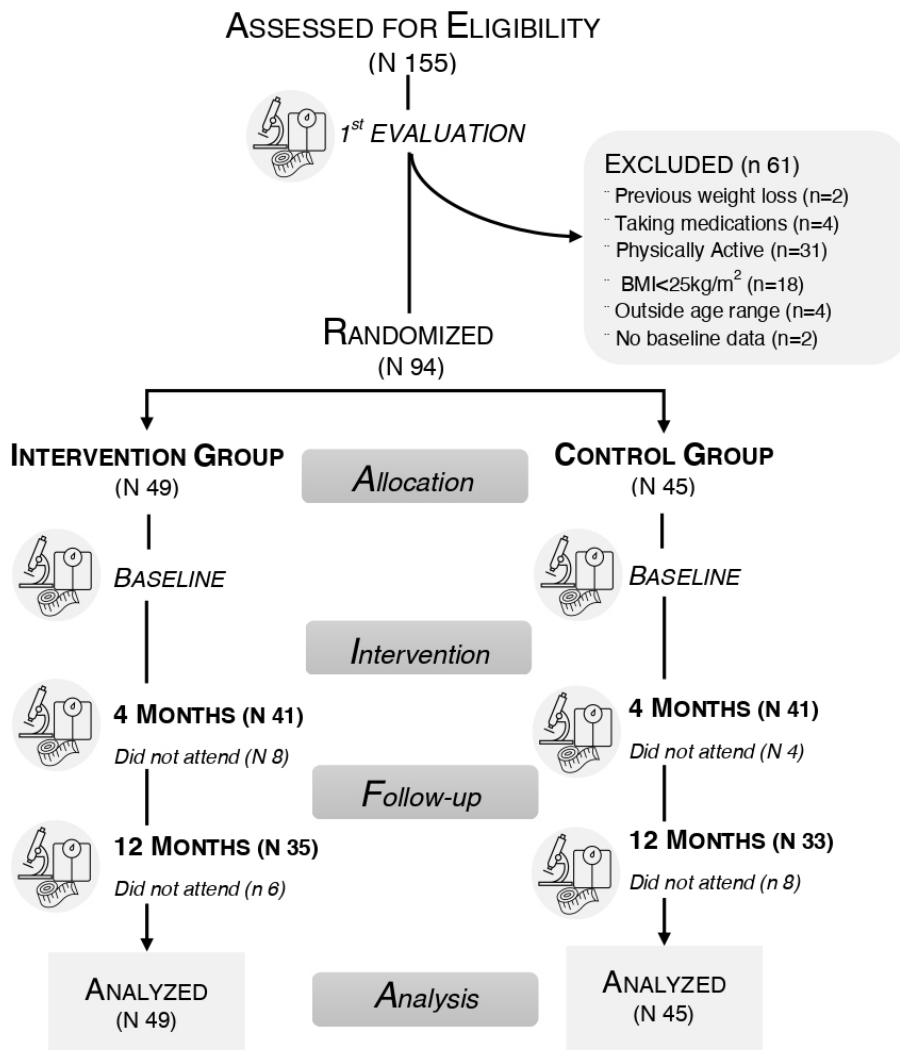 ASSESSED FOR ELIGIBILITY
(N 155)
1st EVALUATION
EXCLUDED (n 61)
¨ Previous weight loss (n=2)
¨ Taking medications (n=4)
¨ Physically Active (n=31)
¨ BMI<25kg/m2 (n=18)
¨ Outside age range (n=4)
¨ No baseline data (n=2)
RANDOMIZED
(N 94)
INTERVENTION GROUP
(N 49)
Allocation
CONTROL GROUP
(N 45)
BASELINE
BASELINE
Intervention
4 MONTHS (N 41)
Did not attend (N 8)
4 MONTHS (N 41)
Did not attend (N 4)
Follow-up
12 MONTHS (N 35)
Did not attend (n 6)
12 MONTHS (N 33)
Did not attend (n 8)
ANALYZED
(N 49)
Analysis
ANALYZED
(N 45)